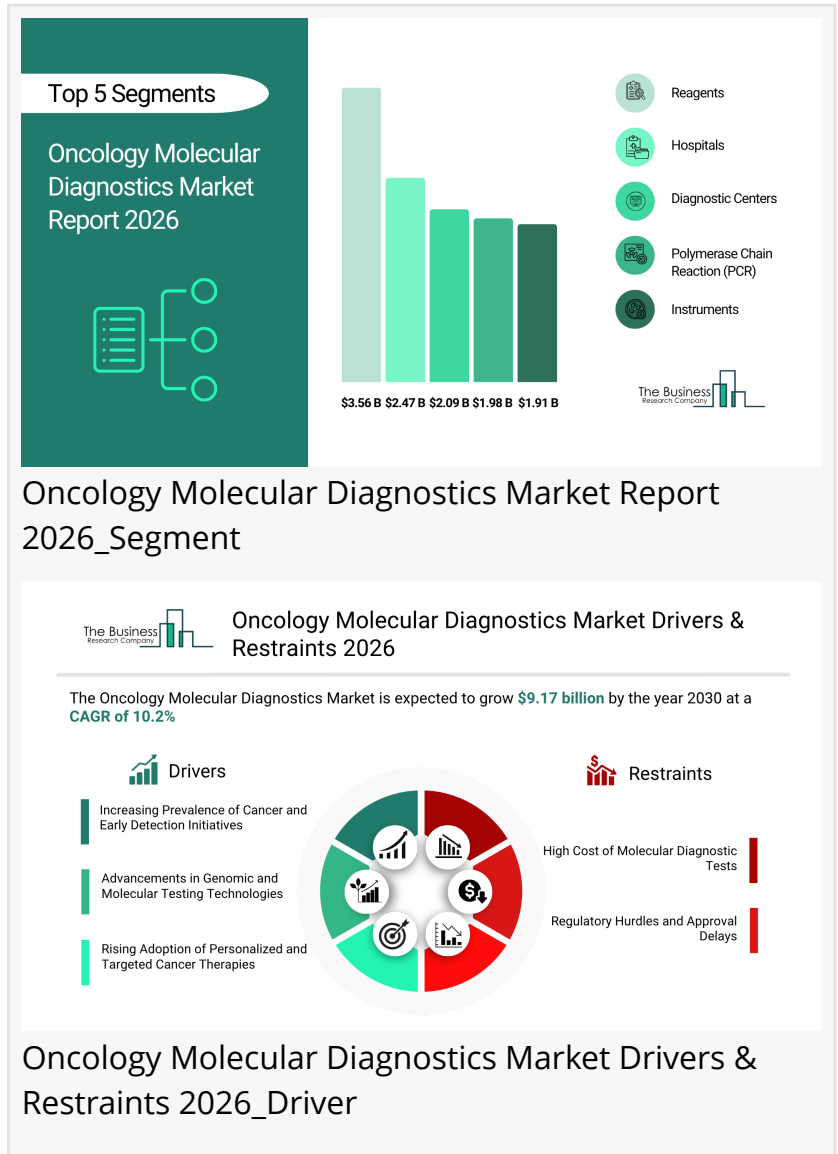 Top 5 Segments
Oncology Molecular
Diagnostics Market
Report 2026
$3.56 B $2.47 B $2.09 B $1.98 B $1.91 B
Reagents
Hospitals
Diagnostic Centers
Polymerase Chain
Reaction (PCR)
Instruments
The Business
Research Company
Oncology Molecular Diagnostics Market Report
2026_Segment
The Business
Research Company
Oncology Molecular Diagnostics Market Drivers &
Restraints 2026
The Oncology Molecular Diagnostics Market is expected to grow $9.17 billion by the year 2030 at a
CAGR of 10.2%
Drivers
Increasing Prevalence of Cancer and
Early Detection Initiatives
Advancements in Genomic and
Molecular Testing Technologies
Rising Adoption of Personalized and
Targeted Cancer Therapies
$
$
Restraints
High Cost of Molecular Diagnostic
Tests
Regulatory Hurdles and Approval
Delays
Oncology Molecular Diagnostics Market Drivers &
Restraints 2026_Driver